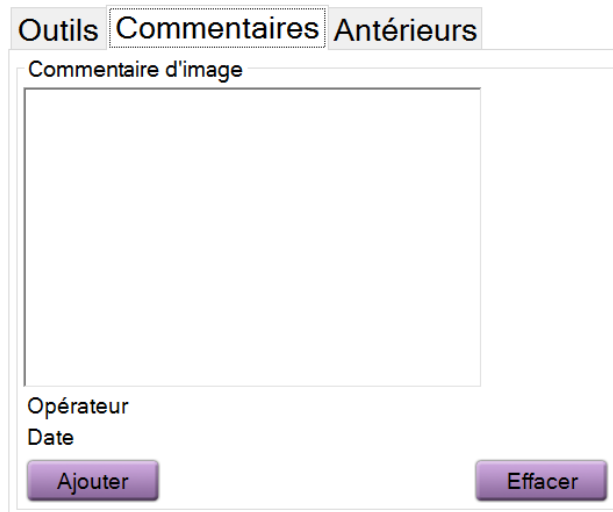 Outils Commentaires Antérieurs
Commentaire d'image
Opérateur
Date
Ajouter Effacer